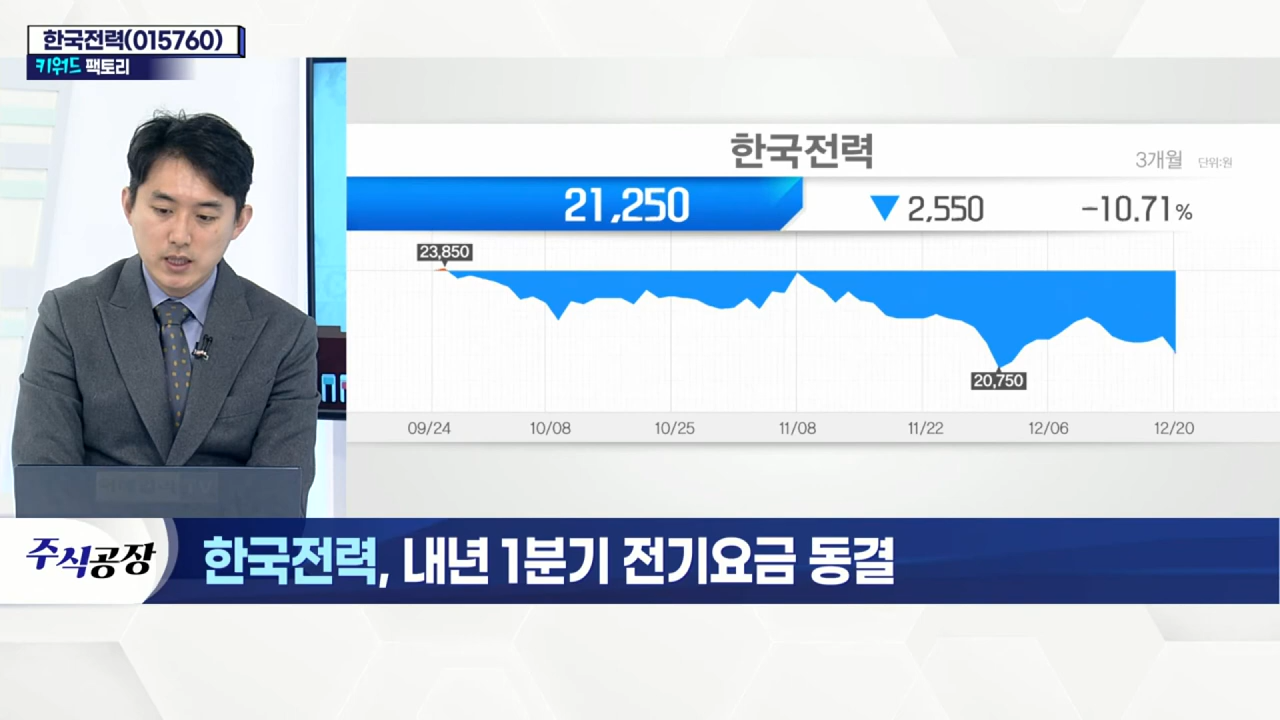 한국전력(015760)
키워드 팩토리
한국전력
3개월 단위:원
21,250 ▼ 2,550 -10.71%
23,850
20,750
09/24 10/08 10/25 11/08 11/22 12/06 12/20
주식공장
한국전력, 내년 1분기 전기요금 동결